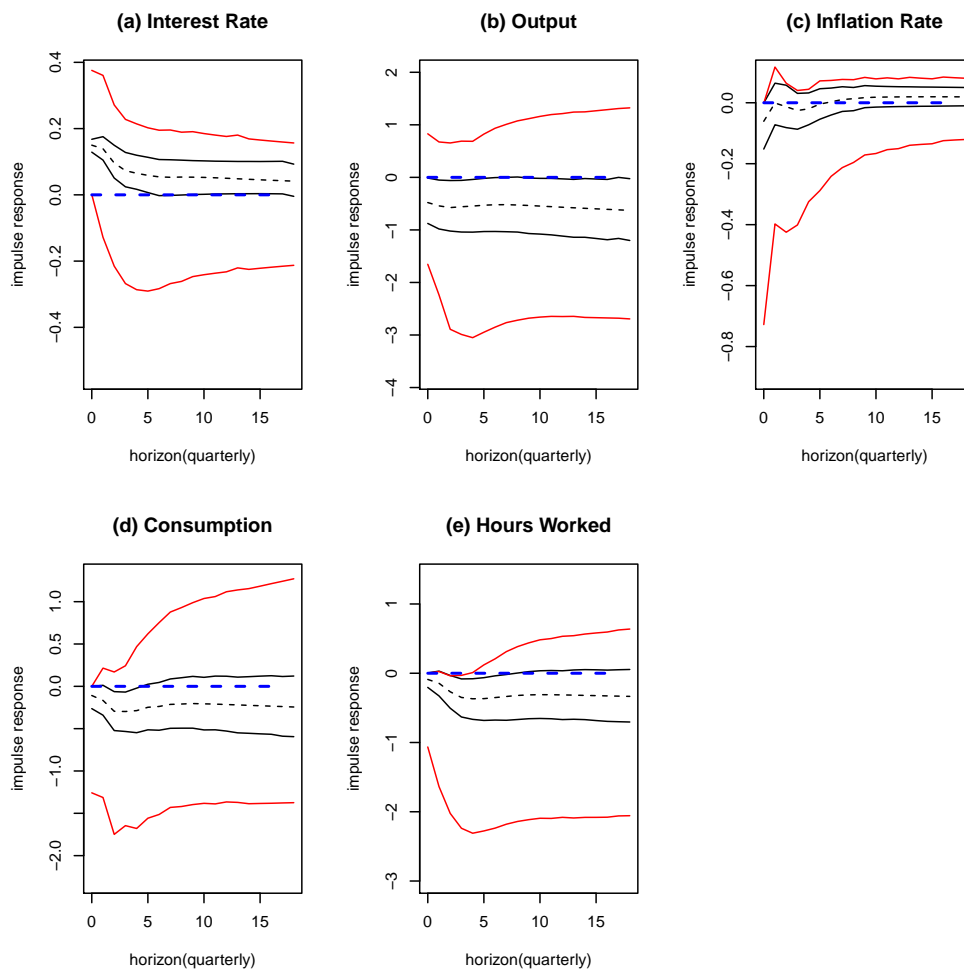 (a) Interest Rate
impulse response
0.4
0.2
0.0
−0.2
−0.4
0 5 10 15
horizon(quarterly)
(b) Output
impulse response
2
1
0
−1
−2
−3
−4
0 5 10 15
horizon(quarterly)
(c) Inflation Rate
impulse response
0.0
−0.2
−0.4
−0.6
−0.8
0 5 10 15
horizon(quarterly)
(d) Consumption
impulse response
1.0
0.5
0.0
−1.0
−2.0
0 5 10 15
horizon(quarterly)
(e) Hours Worked
impulse response
1
0
−1
−2
−3
0 5 10 15
horizon(quarterly)